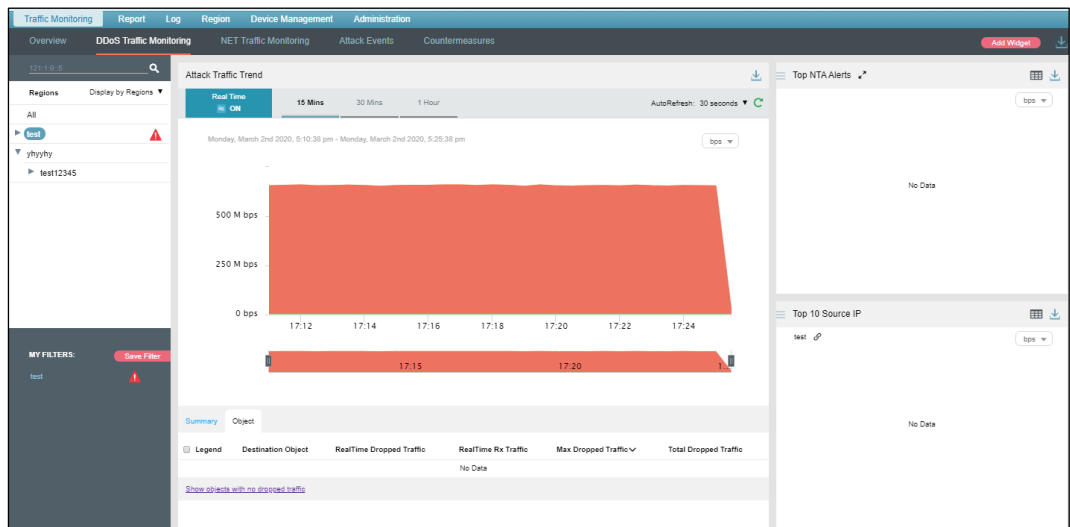 Traffic Monitoring Report Log Region Device Management Administration
Overview DDoS Traffic Monitoring NET Traffic Monitoring Attack Events Countermeasures Add Widget
121:1:9::5
Regions Display by Regions
All
test
yhyyhy
test12345
MY FILTERS: Save Filter
test
Attack Traffic Trend
Real Time
ON
15 Mins 30 Mins 1 Hour AutoRefresh: 30 seconds
Monday, March 2nd 2020, 5:10:38 pm - Monday, March 2nd 2020, 5:25:38 pm bps
500 M bps
250 M bps
0 bps
17:12 17:14 17:16 17:18 17:20 17:22 17:24
17:15 17:20 1...
Summary Object
Legend Destination Object RealTime Dropped Traffic RealTime Rx Traffic Max Dropped Traffic Total Dropped Traffic
No Data
Show objects with no dropped traffic
Top NTA Alerts
bps
No Data
Top 10 Source IP
test bps
No Data